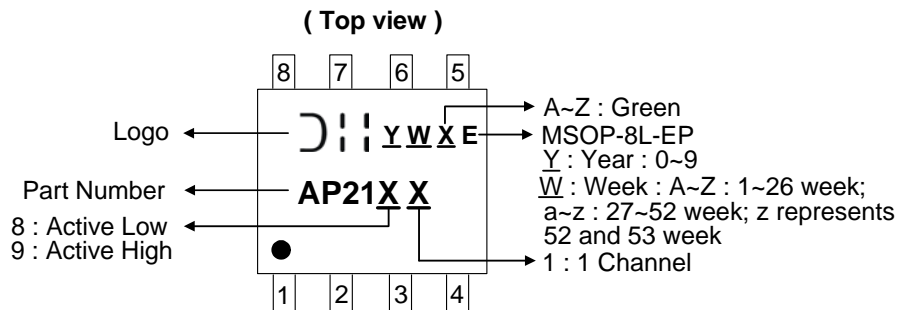 ( Top view )
8 7 6 5
Logo
Y W X E
A~Z : Green
MSOP-8L-EP
Y : Year : 0~9
W : Week : A~Z : 1~26 week;
a~z : 27~52 week; z represents
52 and 53 week
Part Number
AP21X X
8 : Active Low
9 : Active High
1 : 1 Channel
1 2 3 4